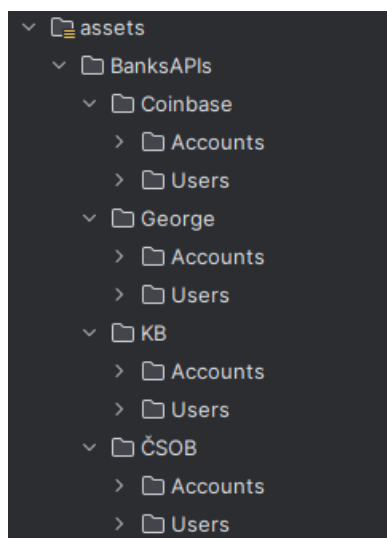 assets
BanksAPIs
Coinbase
Accounts
Users
George
Accounts
Users
KB
Accounts
Users
ČSOB
Accounts
Users